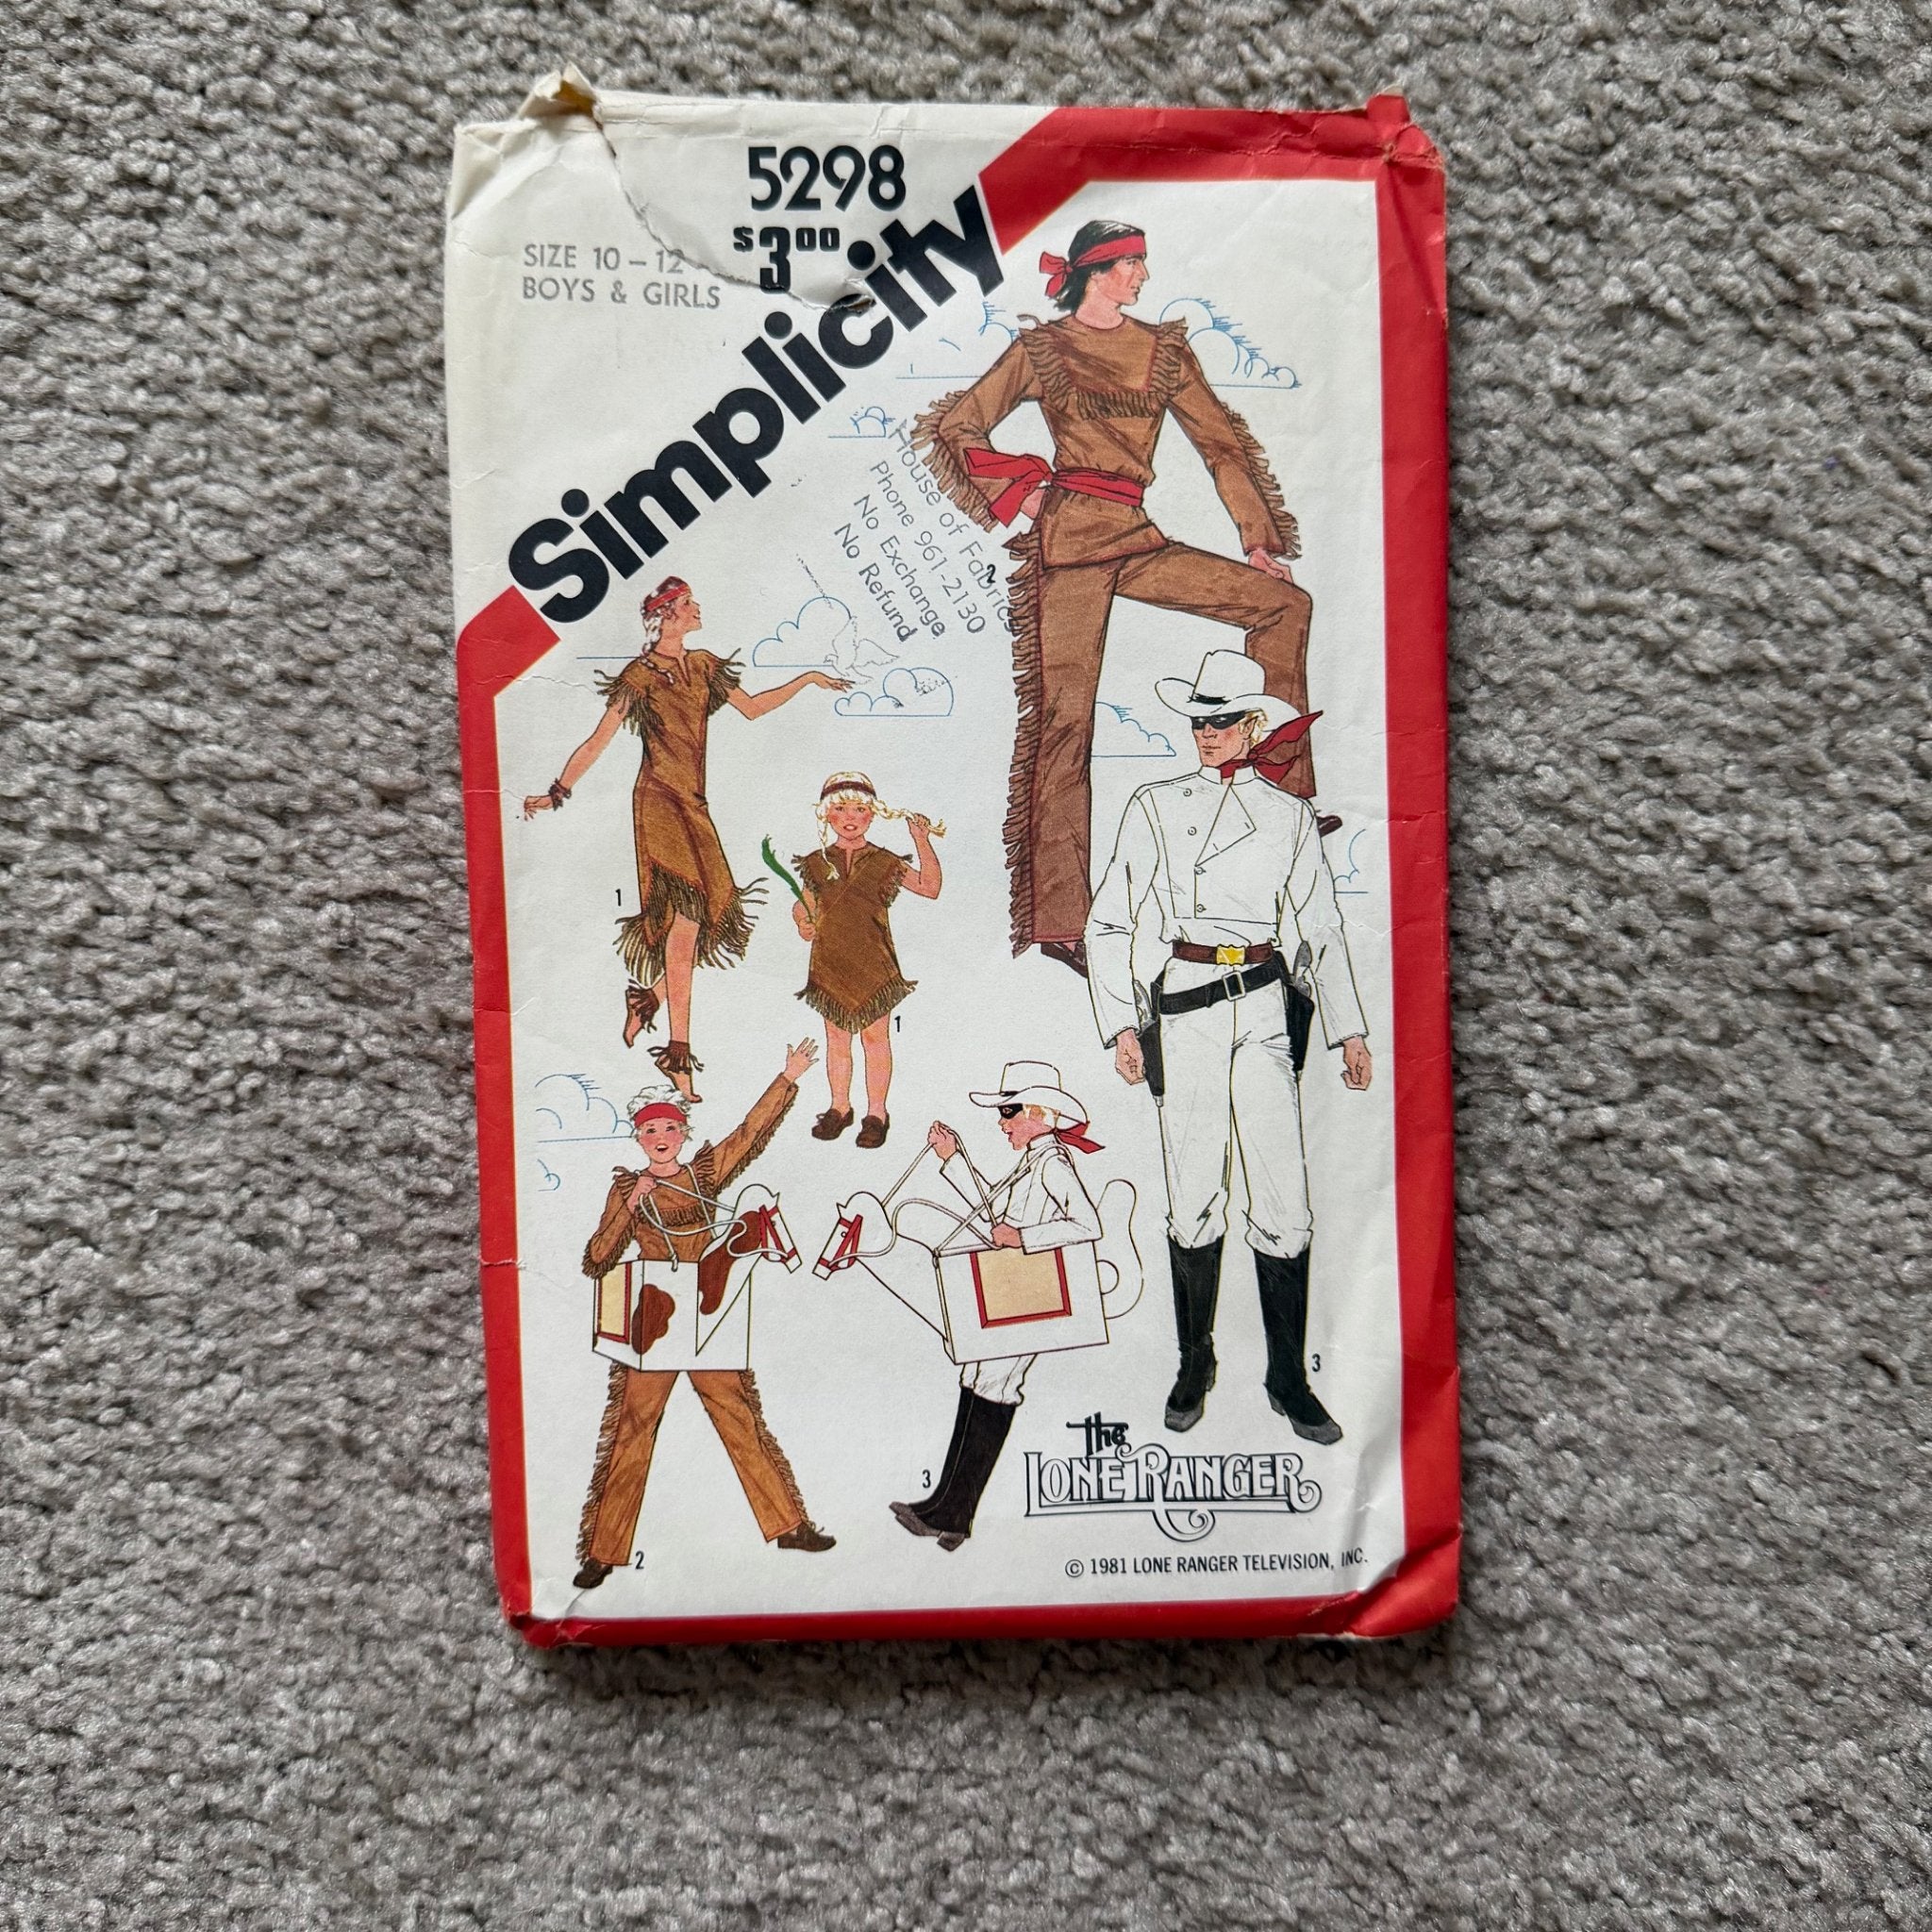 5298
$3.00
SIZE 10 – 12
BOYS & GIRLS
Simplicity
House of Fabrics
Phone 961-2130
No Exchange
No Refund
2
1
1
3
3
2
the
LONE RANGER
© 1981 LONE RANGER TELEVISION, INC.